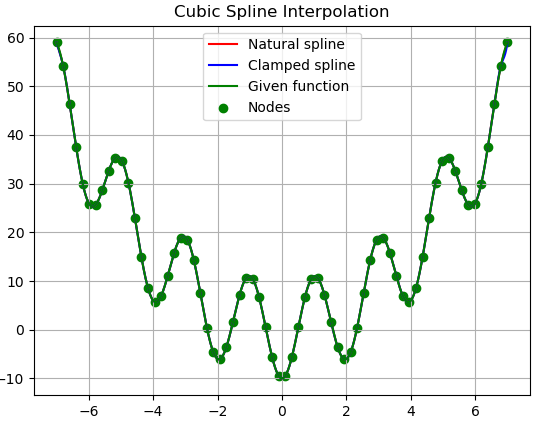 Cubic Spline Interpolation
Natural spline
Clamped spline
Given function
Nodes
60
50
40
30
20
10
0
−10
−6 −4 −2 0 2 4 6